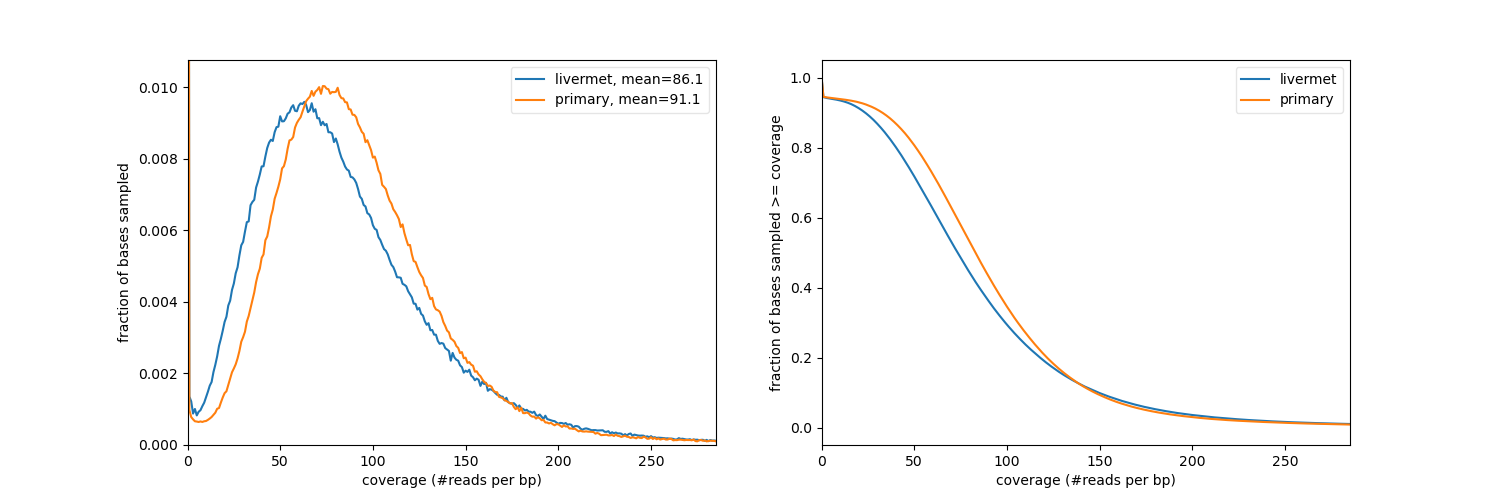 livermet, mean=86.1
primary, mean=91.1
fraction of bases sampled
0.010
0.008
0.006
0.004
0.002
0.000
0 50 100 150 200 250
coverage (#reads per bp)
livermet
primary
fraction of bases sampled >= coverage
1.0
0.8
0.6
0.4
0.2
0.0
0 50 100 150 200 250
coverage (#reads per bp)